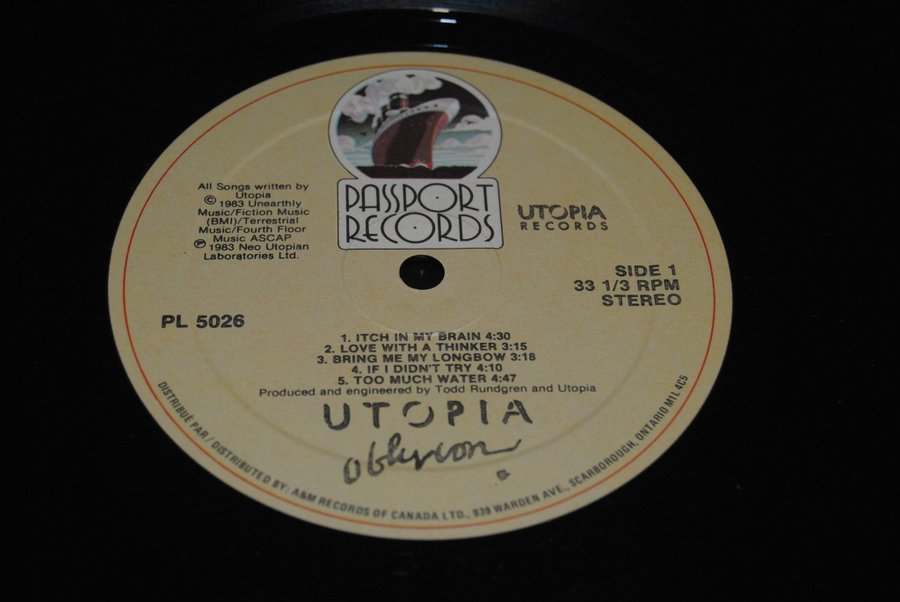 PASSPORT
RECORDS
UTOPIA
RECORDS
All Songs written by
Utopia
© 1983 Unearthly
Music/Fiction Music
(BMI)/Terrestrial
Music/Fourth Floor
Music ASCAP
℗ 1983 Neo Utopian
Laboratories Ltd.
SIDE 1
33 1/3 RPM
STEREO
PL 5026
1. ITCH IN MY BRAIN 4:30
2. LOVE WITH A THINKER 3:15
3. BRING ME MY LONGBOW 3:18
4. IF I DIDN'T TRY 4:10
5. TOO MUCH WATER 4:47
Produced and engineered by Todd Rundgren and Utopia
UTOPIA
Oblivion
DISTRIBUÉ PAR / DISTRIBUTED BY: A&M RECORDS OF CANADA LTD., 939 WARDEN AVE., SCARBOROUGH, ONTARIO M1L 4C5